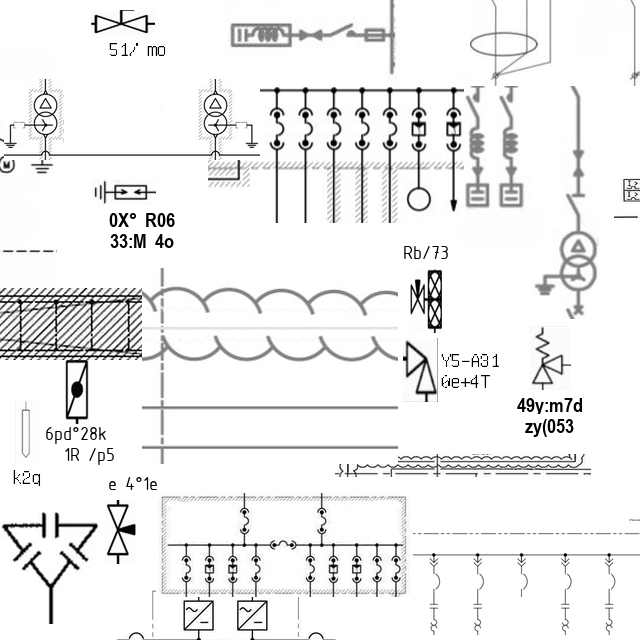 51/ mo
M
0X° R06
33:M 4o
Rb/73
Y5-A31
0e+4T
49y:m7d
zy(053
6pd°28k
1R /p5
k2q
e 4°1e